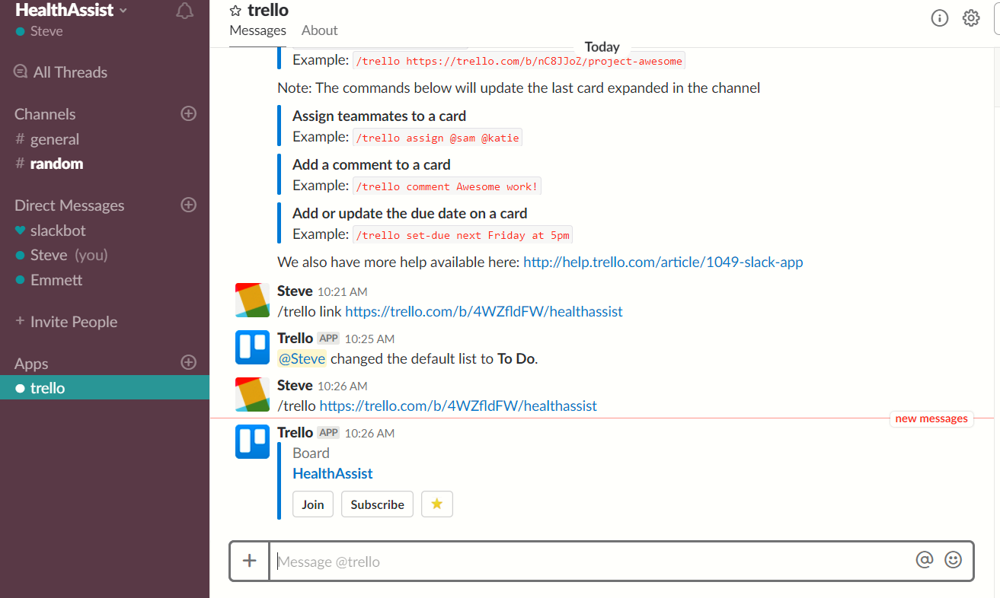 HealthAssist
Steve
All Threads
Channels
# general
# random
Direct Messages
slackbot
Steve (you)
Emmett
+ Invite People
Apps
trello
trello
Messages About
Today
Example: /trello https://trello.com/b/nC8JJoZ/project-awesome
Note: The commands below will update the last card expanded in the channel
Assign teammates to a card
Example: /trello assign @sam @katie
Add a comment to a card
Example: /trello comment Awesome work!
Add or update the due date on a card
Example: /trello set-due next Friday at 5pm
We also have more help available here: http://help.trello.com/article/1049-slack-app
Steve 10:21 AM
/trello link https://trello.com/b/4WZfldFW/healthassist
Trello APP 10:25 AM
@Steve changed the default list to To Do.
Steve 10:26 AM
/trello https://trello.com/b/4WZfldFW/healthassist
new messages
Trello APP 10:26 AM
Board
HealthAssist
Join Subscribe
Message @trello